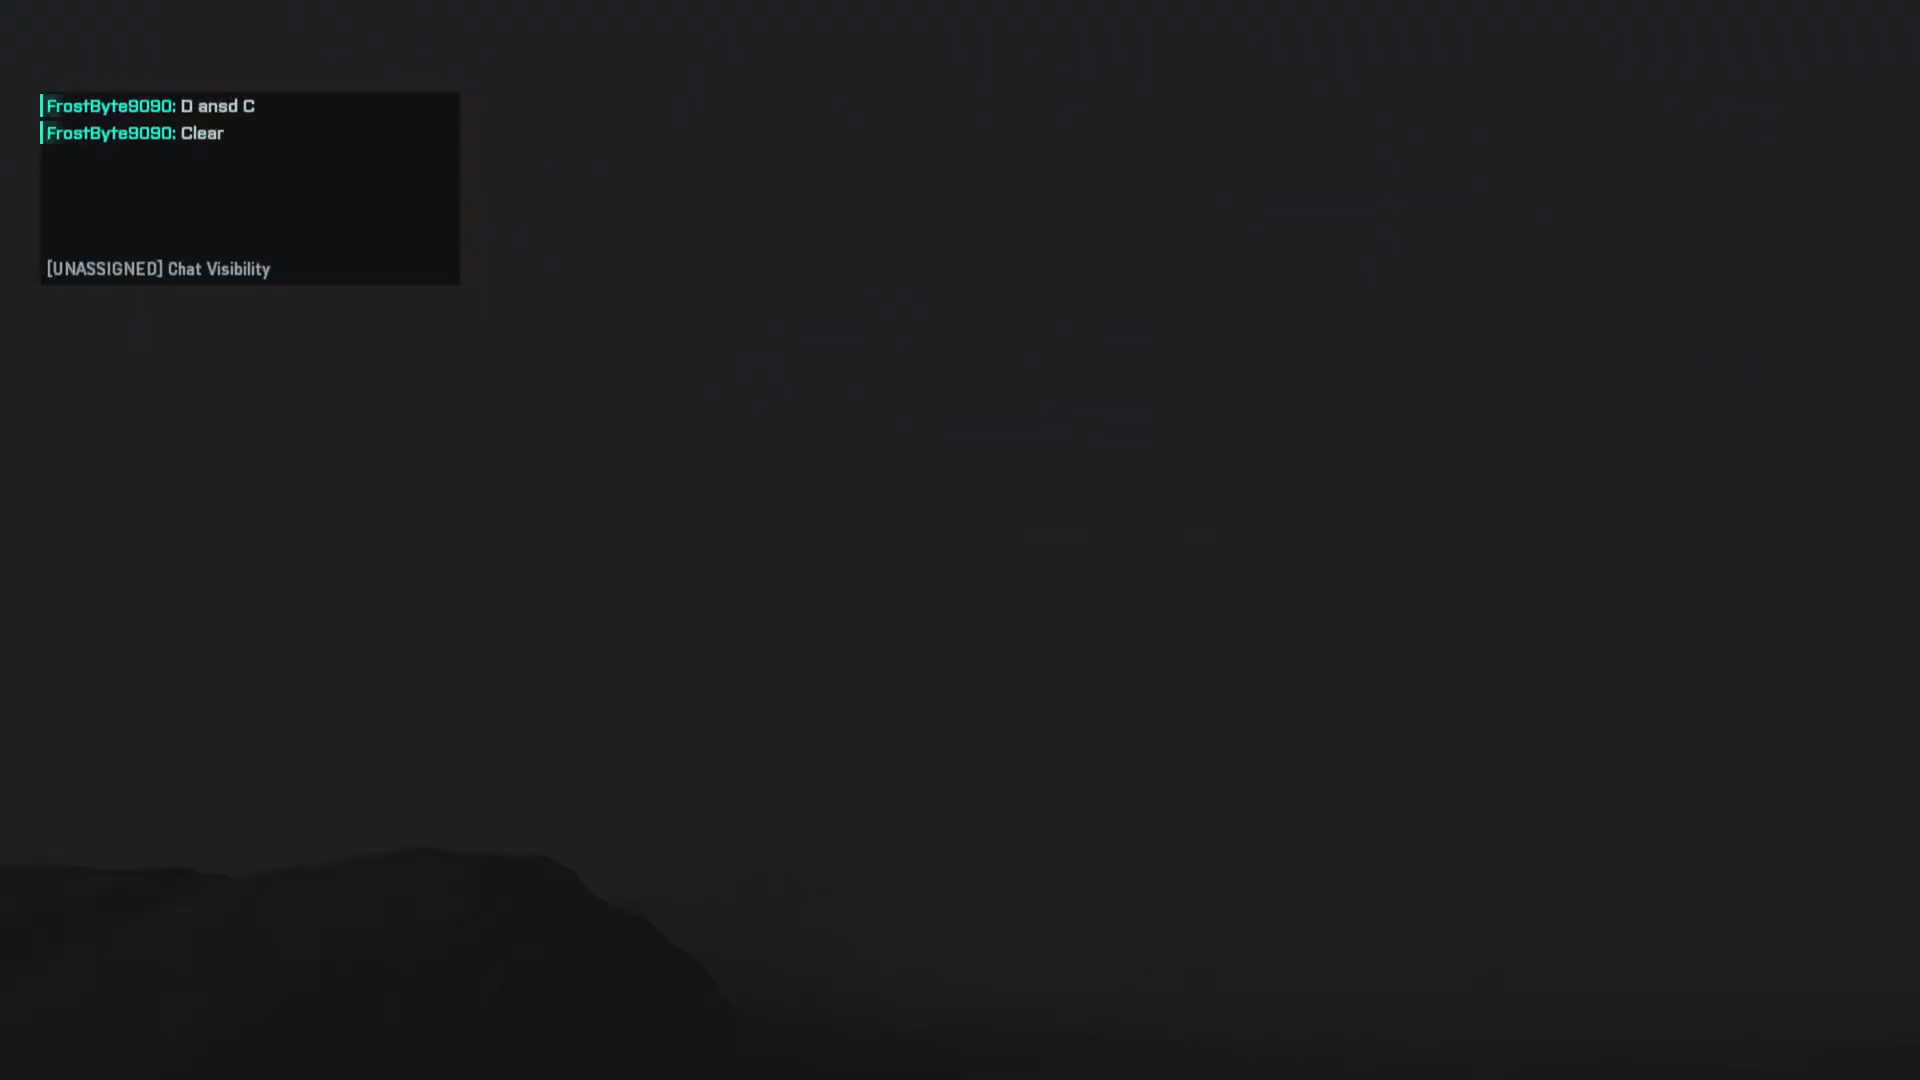 FrostByte9090: D ansd C
FrostByte9090: Clear
[UNASSIGNED] Chat Visibility